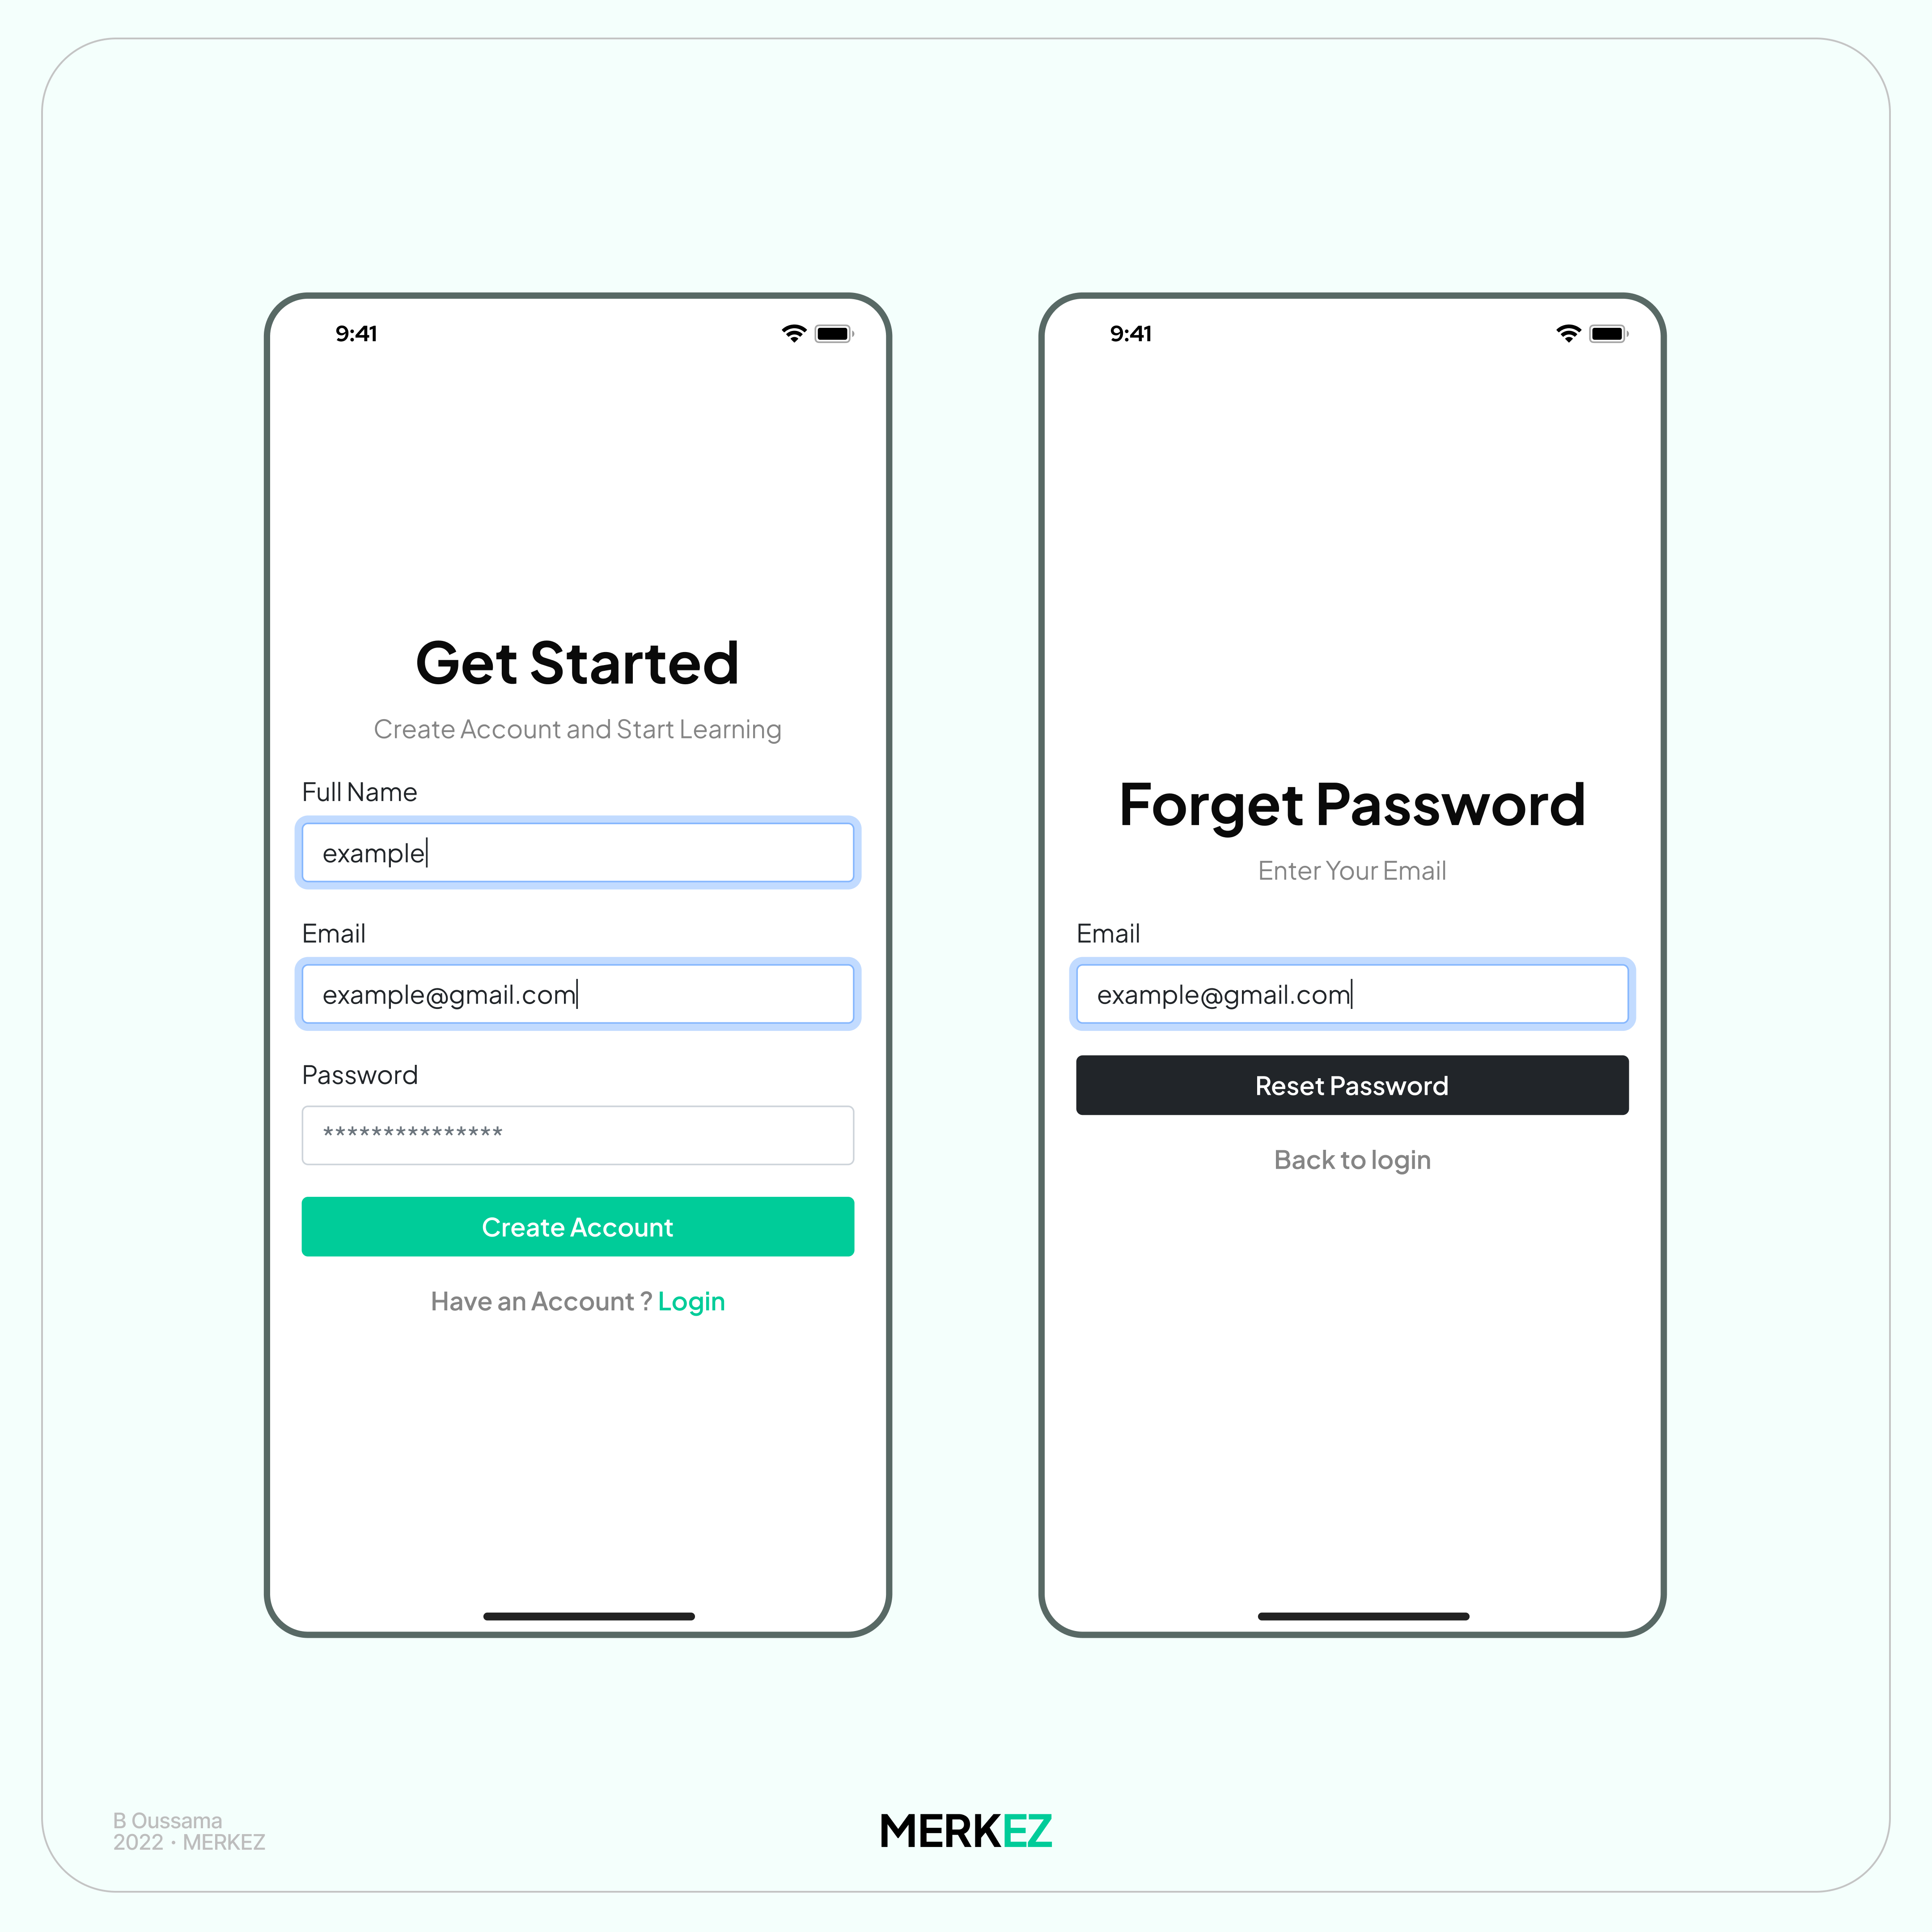 9:41
Get Started
Create Account and Start Learning
Full Name
example
Email
example@gmail.com
Password
***************
Create Account
Have an Account ? Login
9:41
Forget Password
Enter Your Email
Email
example@gmail.com
Reset Password
Back to login
B Oussama
2022 · MERKEZ
MERKEZ